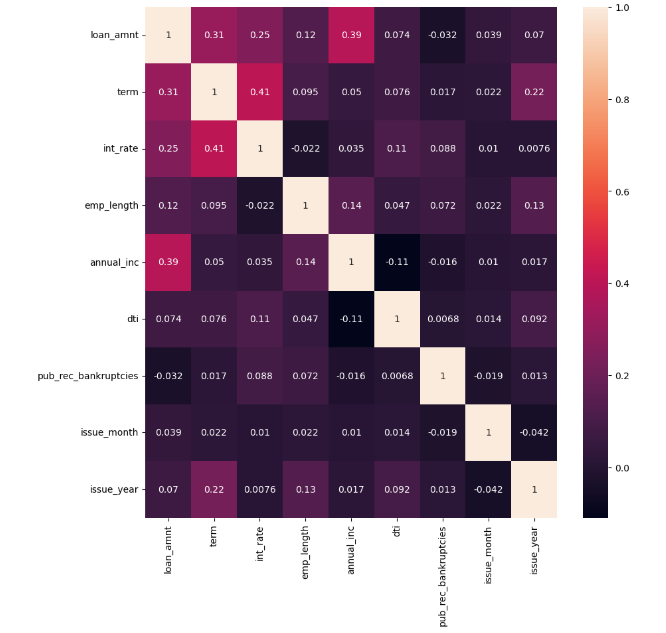 loan_amnt 1 0.31 0.25 0.12 0.39 0.074 -0.032 0.039 0.07
term 0.31 1 0.41 0.095 0.05 0.076 0.017 0.022 0.22
int_rate 0.25 0.41 1 -0.022 0.035 0.11 0.088 0.01 0.0076
emp_length 0.12 0.095 -0.022 1 0.14 0.047 0.072 0.022 0.13
annual_inc 0.39 0.05 0.035 0.14 1 -0.11 -0.016 0.01 0.017
dti 0.074 0.076 0.11 0.047 -0.11 1 0.0068 0.014 0.092
pub_rec_bankruptcies -0.032 0.017 0.088 0.072 -0.016 0.0068 1 -0.019 0.013
issue_month 0.039 0.022 0.01 0.022 0.01 0.014 -0.019 1 -0.042
issue_year 0.07 0.22 0.0076 0.13 0.017 0.092 0.013 -0.042 1
loan_amnt
term
int_rate
emp_length
annual_inc
dti
pub_rec_bankruptcies
issue_month
issue_year
1.0
0.8
0.6
0.4
0.2
0.0